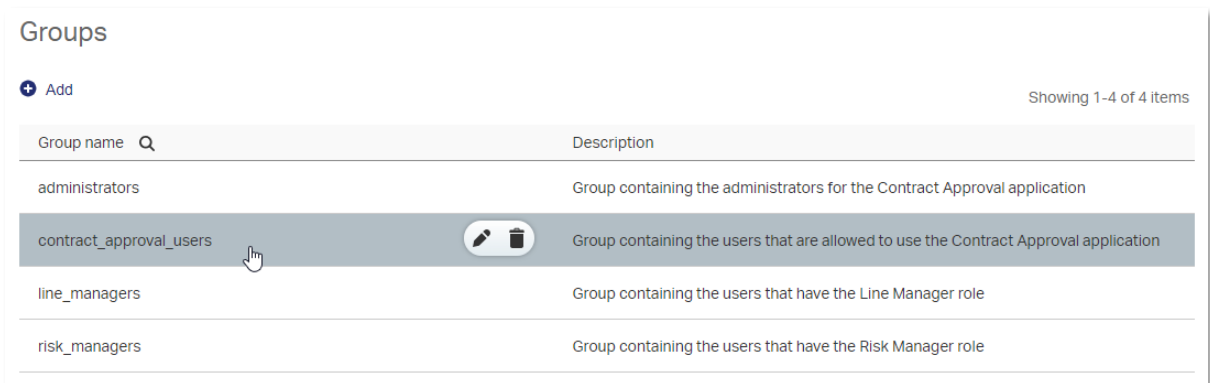 Groups
Add
Showing 1-4 of 4 items
Group name Description
administrators Group containing the administrators for the Contract Approval application
contract_approval_users Group containing the users that are allowed to use the Contract Approval application
line_managers Group containing the users that have the Line Manager role
risk_managers Group containing the users that have the Risk Manager role